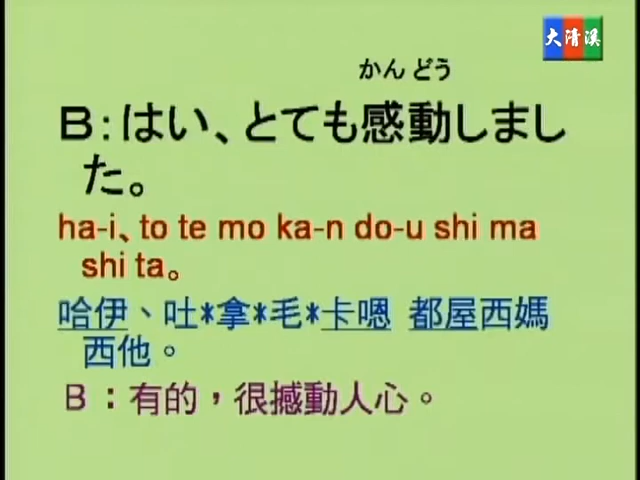 大清溪
かんどう
B:はい、とても感動しまし
た。
ha-i、to te mo ka-n do-u shi ma
shi ta。
哈伊、吐*拿*毛*卡嗯 都屋西媽
西他。
B：有的，很撼動人心。